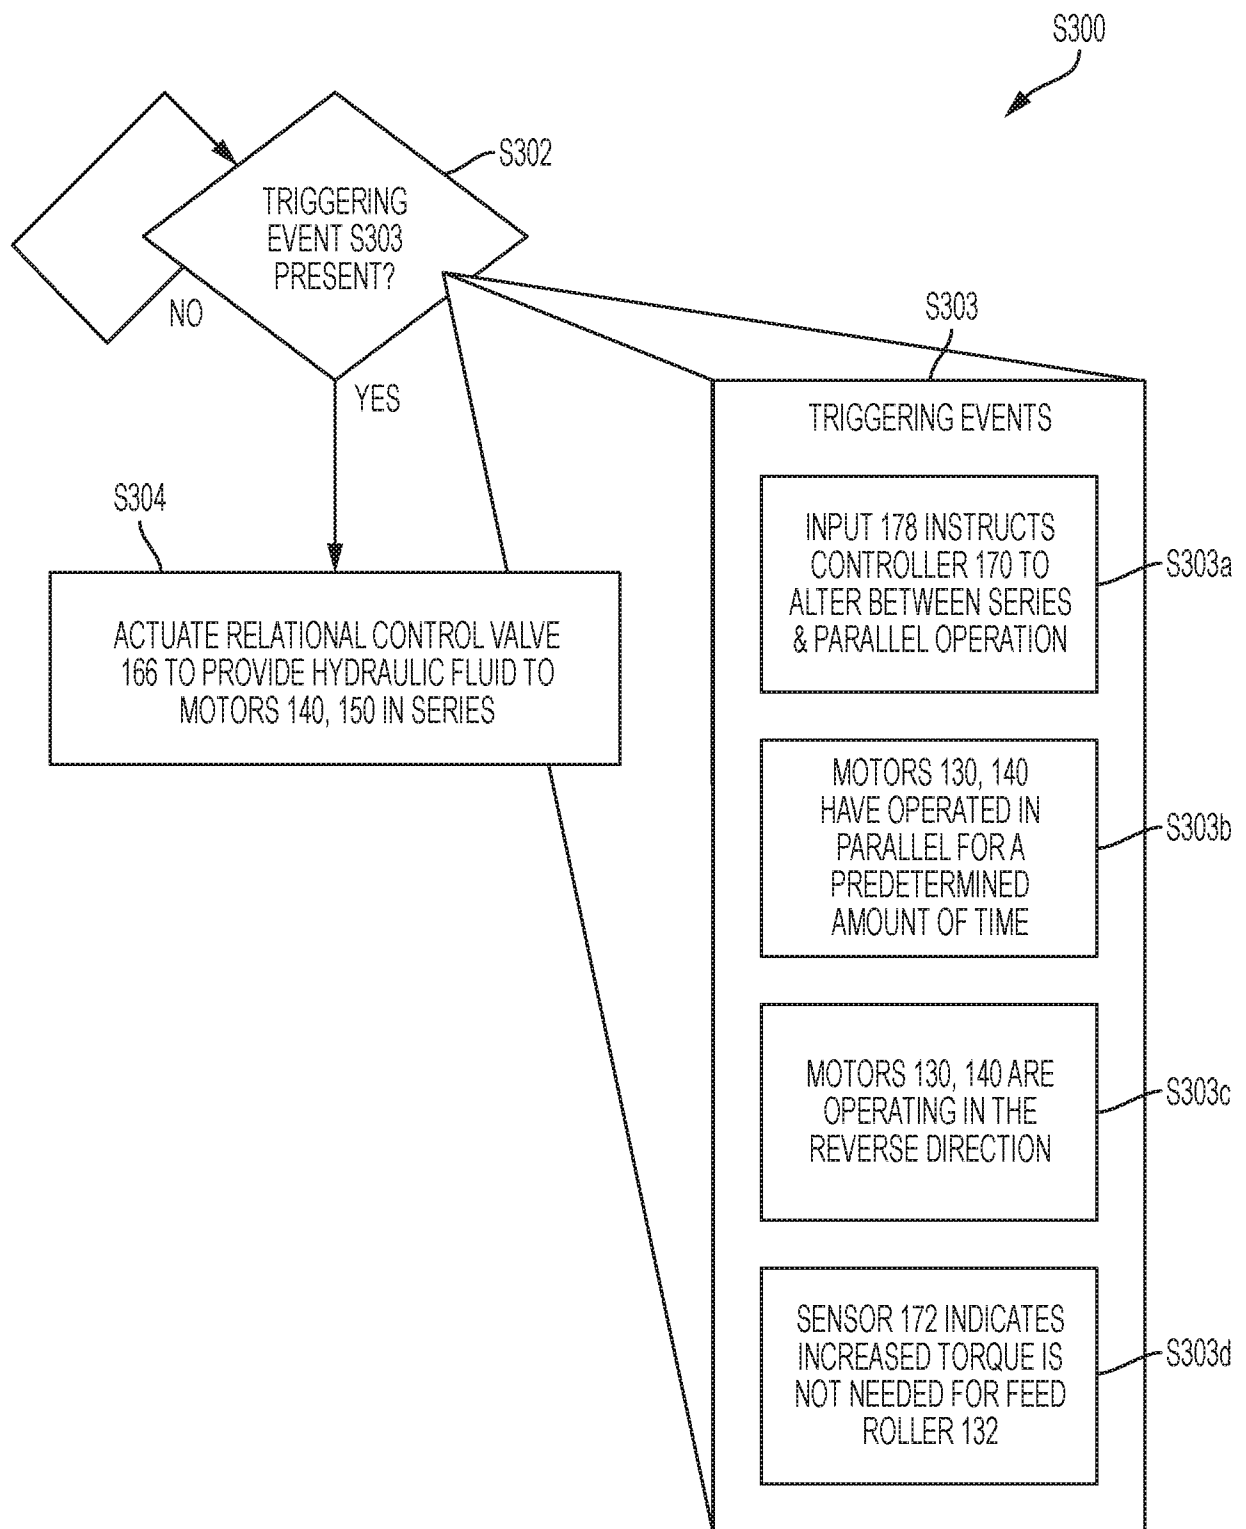 S300
S302
TRIGGERING
EVENT S303
PRESENT?
NO
YES
S304
ACTUATE RELATIONAL CONTROL VALVE
166 TO PROVIDE HYDRAULIC FLUID TO
MOTORS 140, 150 IN SERIES
S303
TRIGGERING EVENTS
INPUT 178 INSTRUCTS
CONTROLLER 170 TO
ALTER BETWEEN SERIES
& PARALLEL OPERATION
S303a
MOTORS 130, 140
HAVE OPERATED IN
PARALLEL FOR A
PREDETERMINED
AMOUNT OF TIME
S303b
MOTORS 130, 140 ARE
OPERATING IN THE
REVERSE DIRECTION
S303c
SENSOR 172 INDICATES
INCREASED TORQUE IS
NOT NEEDED FOR FEED
ROLLER 132
S303d